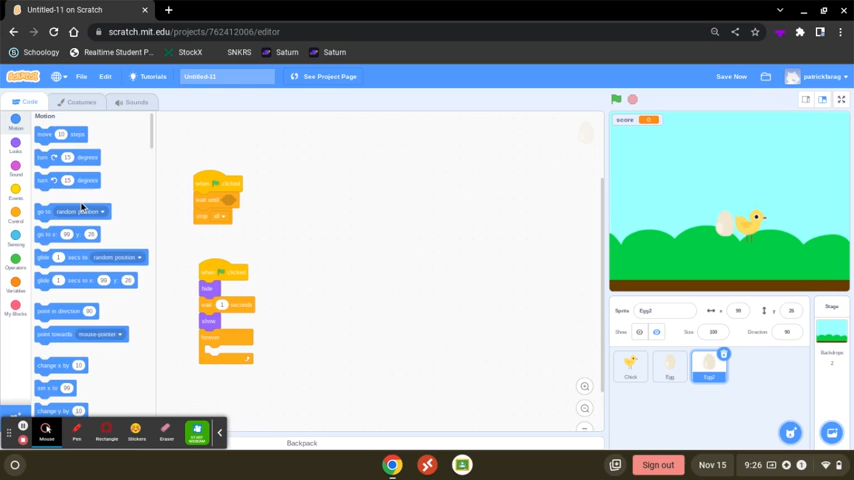 Untitled-11 on Scratch
scratch.mit.edu/projects/762412006/editor
Schoology
Realtime Student P...
StockX
SNKRS
Saturn
Saturn
SCRATCH
File
Edit
Tutorials
Untitled-11
See Project Page
Save Now
patrickfarag
Code
Costumes
Sounds
Motion
Looks
Sound
Events
Control
Sensing
Operators
Variables
My Blocks
Motion
move 10 steps
turn 15 degrees
turn 15 degrees
go to random position
go to x: 99 y: 26
glide 1 secs to random position
glide 1 secs to x: 99 y: 26
point in direction 90
point towards mouse-pointer
change x by 10
set x to 99
change y by 10
when clicked
wait until
stop all
when clicked
hide
wait 1 seconds
show
forever
score 0
Sprite Egg2 x 99 y 26
Show Size 100 Direction 90
Chick
Egg
Egg2
Stage
Backdrops
2
Backpack
Mouse
Pen
Rectangle
Stickers
Eraser
START WEBCAM
Sign out
Nov 15
9:26